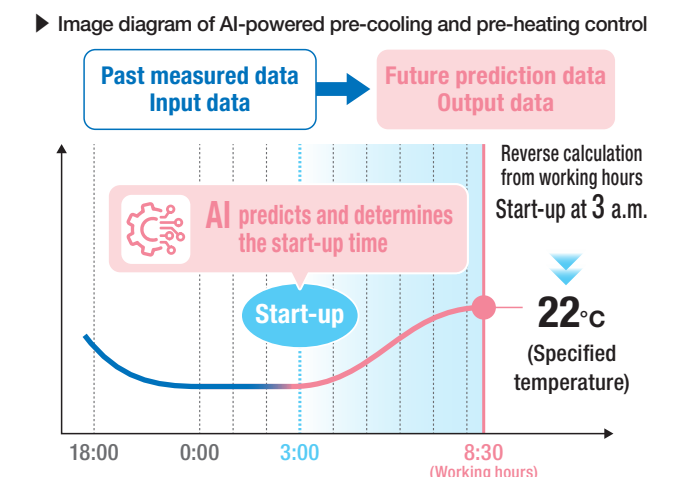 ▶ Image diagram of AI-powered pre-cooling and pre-heating control
Past measured data
Input data
Future prediction data
Output data
Reverse calculation
from working hours
Start-up at 3 a.m.
AI predicts and determines
the start-up time
Start-up
22°C
(Specified
temperature)
18:00
0:00
3:00
8:30
(Working hours)